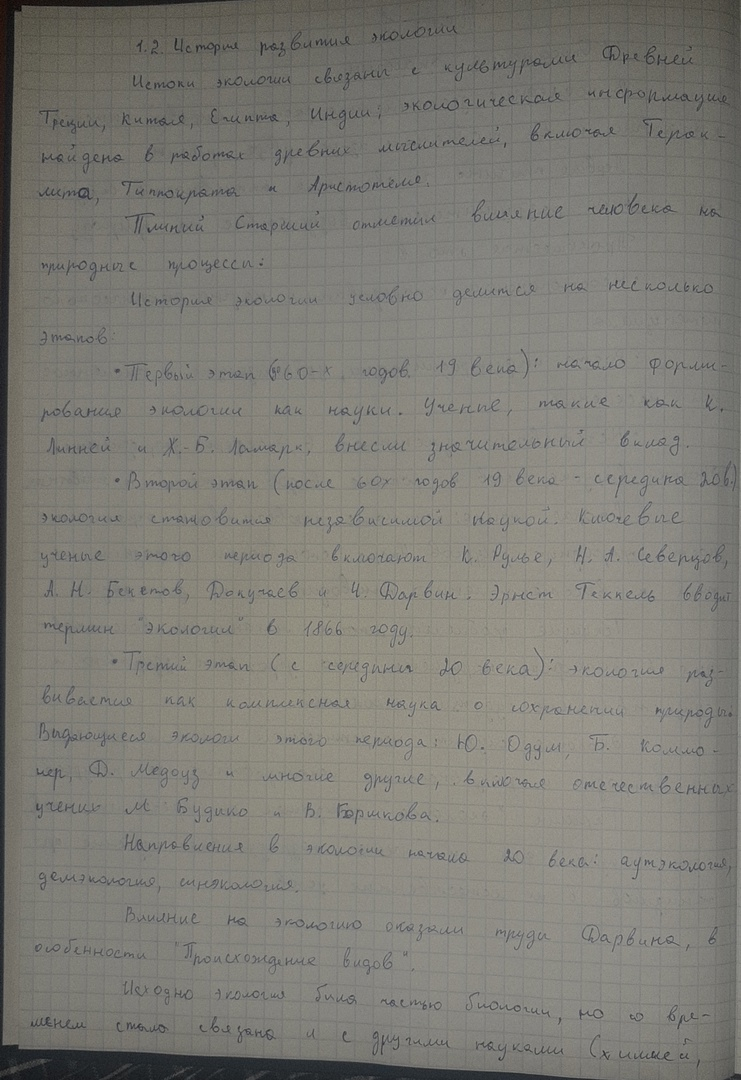 1.2. История развития экологии
Истоки экологии связаны с культурами Древней
Греции, Китая, Египта, Индии; экологическая информация
найдена в работах древних мыслителей, включая Герак-
лита, Гиппократа и Аристотеля.
Плиний Старший отметил влияние человека на
природные процессы.
История экологии условно делится на несколько
этапов:
• Первый этап (60-х годов 19 века): начало форми-
рования экологии как науки. Ученые, такие как К.
Линней и Ж.-Б. Ламарк, внесли значительный вклад.
• Второй этап (после 60х годов 19 века - середина 20в.)
экология становится независимой наукой. Ключевые
ученые этого периода включают К. Рулье, Н. А. Северцов,
А. Н. Бекетов, Докучаев и Ч. Дарвин. Эрнст Геккель вводит
термин "экологии" в 1866 году.
• Третий этап (с середины 20 века): экология раз-
вивается как комплексная наука о сохранении природы.
Выдающиеся экологи этого периода: Ю. Одум, Б. Коммо-
нер, Д. Медоуз и многие другие, включая отечественных
ученых М Будико и В. Горшкова.
Направления в экологии начала 20 века: аутэкология,
демэкология, синэкология.
Влияние на экологию оказали труды Дарвина, в
особенности "Происхождение видов".
Исходно экология была частью биологии, но со вре-
менем стала связана и с другими науками (химией,